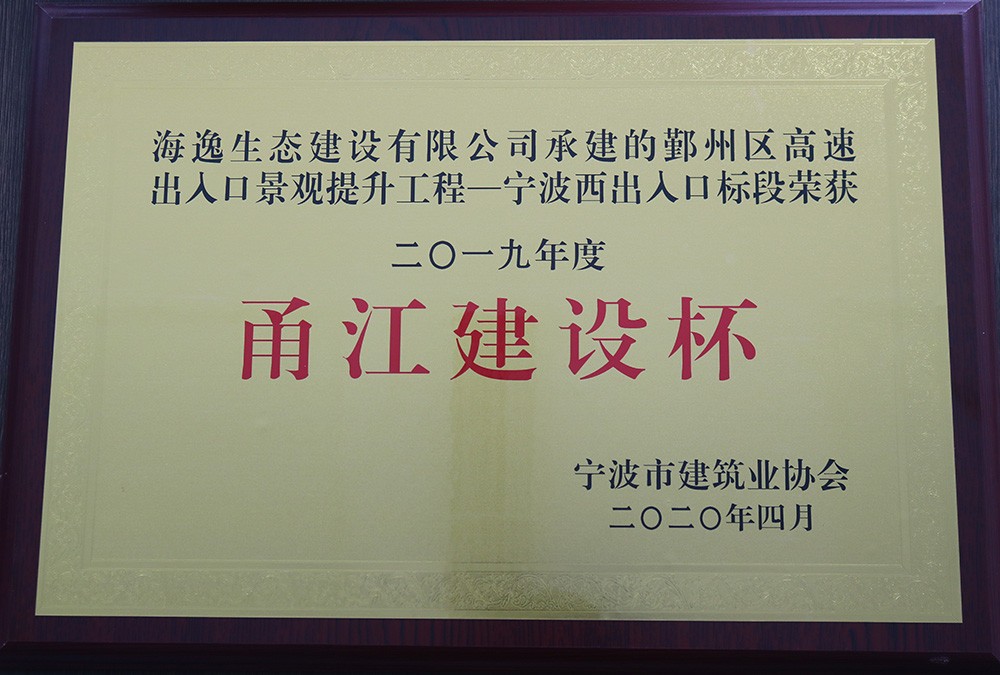 海逸生态建设有限公司承建的鄞州区高速
出入口景观提升工程—宁波西出入口标段荣获
二〇一九年度
甬江建设杯
宁波市建筑业协会
二〇二〇年四月